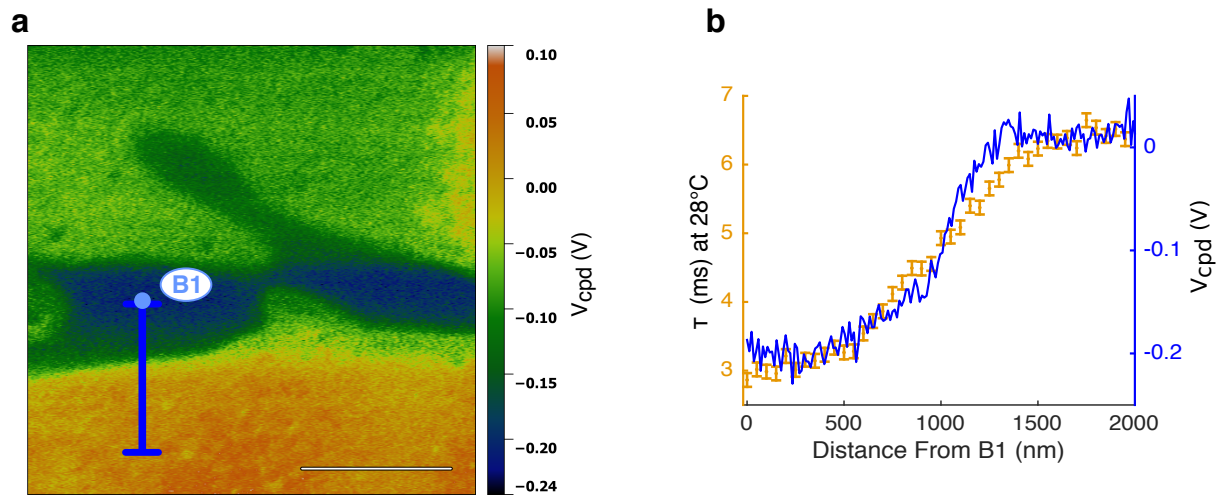 a
B1
0.10
0.05
0.00
−0.05
−0.10
−0.15
−0.20
−0.24
Vcpd (V)
b
7
6
5
4
3
τ (ms) at 28°C
0
-0.1
-0.2
Vcpd (V)
0 500 1000 1500 2000
Distance From B1 (nm)